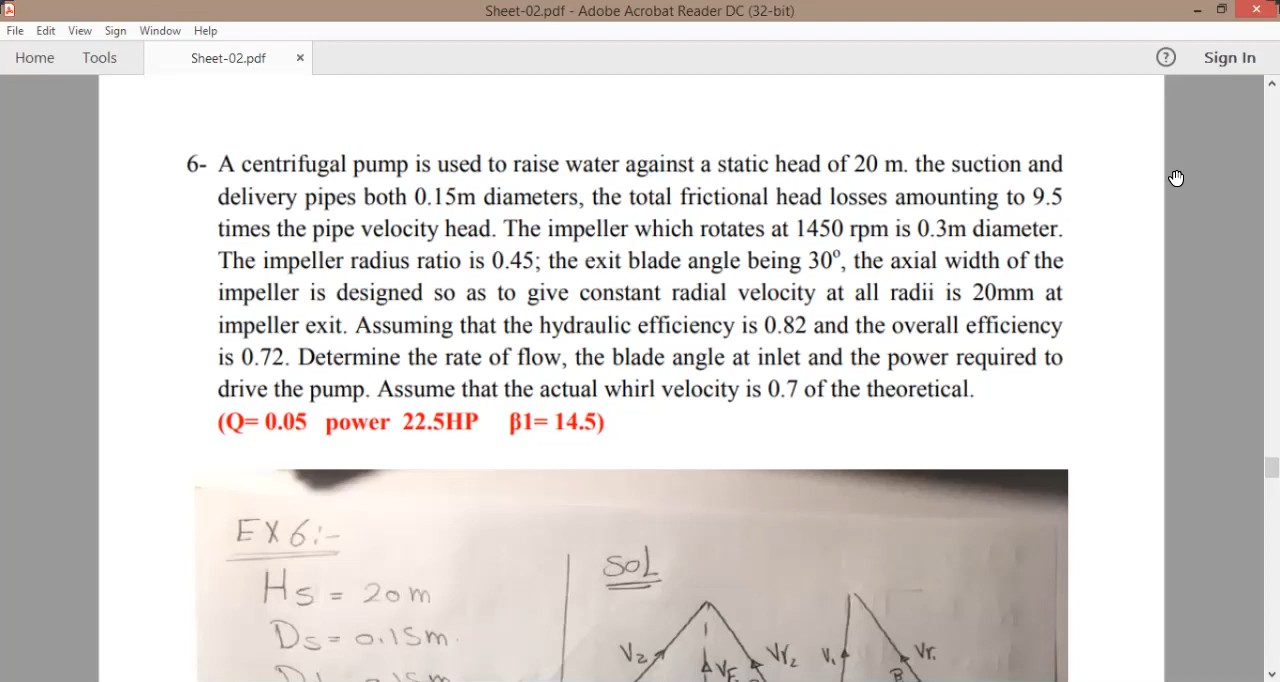 Sheet-02.pdf - Adobe Acrobat Reader DC (32-bit)
File Edit View Sign Window Help
Home Tools Sheet-02.pdf × ? Sign In
6- A centrifugal pump is used to raise water against a static head of 20 m. the suction and
delivery pipes both 0.15m diameters, the total frictional head losses amounting to 9.5
times the pipe velocity head. The impeller which rotates at 1450 rpm is 0.3m diameter.
The impeller radius ratio is 0.45; the exit blade angle being 30º, the axial width of the
impeller is designed so as to give constant radial velocity at all radii is 20mm at
impeller exit. Assuming that the hydraulic efficiency is 0.82 and the overall efficiency
is 0.72. Determine the rate of flow, the blade angle at inlet and the power required to
drive the pump. Assume that the actual whirl velocity is 0.7 of the theoretical.
(Q= 0.05 power 22.5HP β1= 14.5)
EX 6:-
SOL
Hs = 20m
Ds = 0.15m.
V2 VF Vr2 V1 Vr1
β